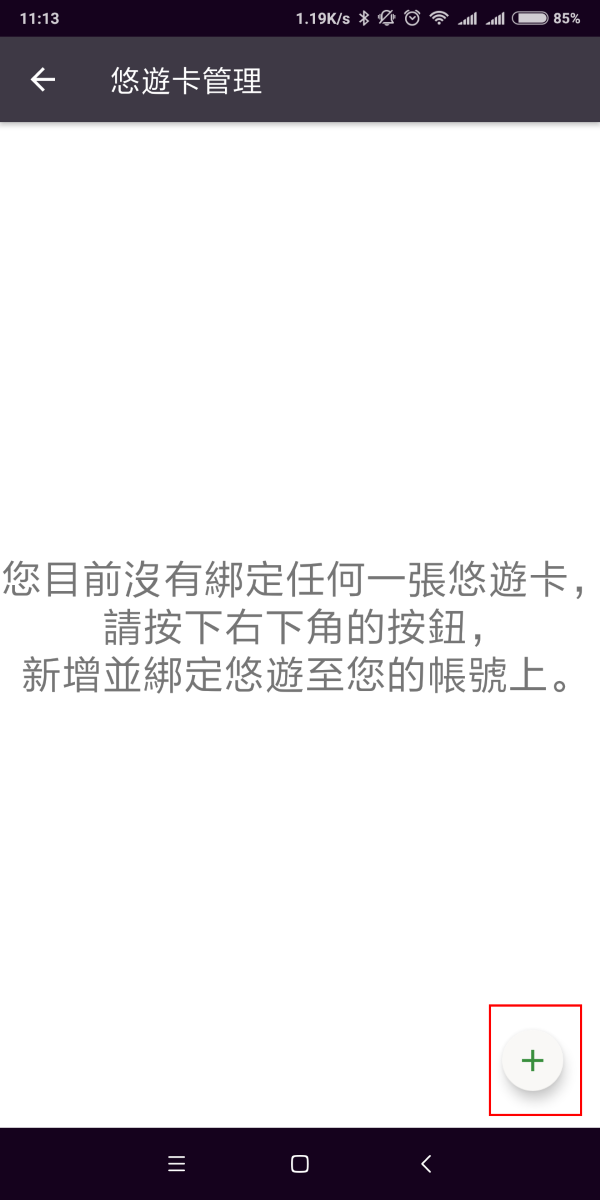 11:13 1.19K/s 85%
悠遊卡管理
您目前沒有綁定任何一張悠遊卡，
請按下右下角的按鈕，
新增並綁定悠遊至您的帳號上。